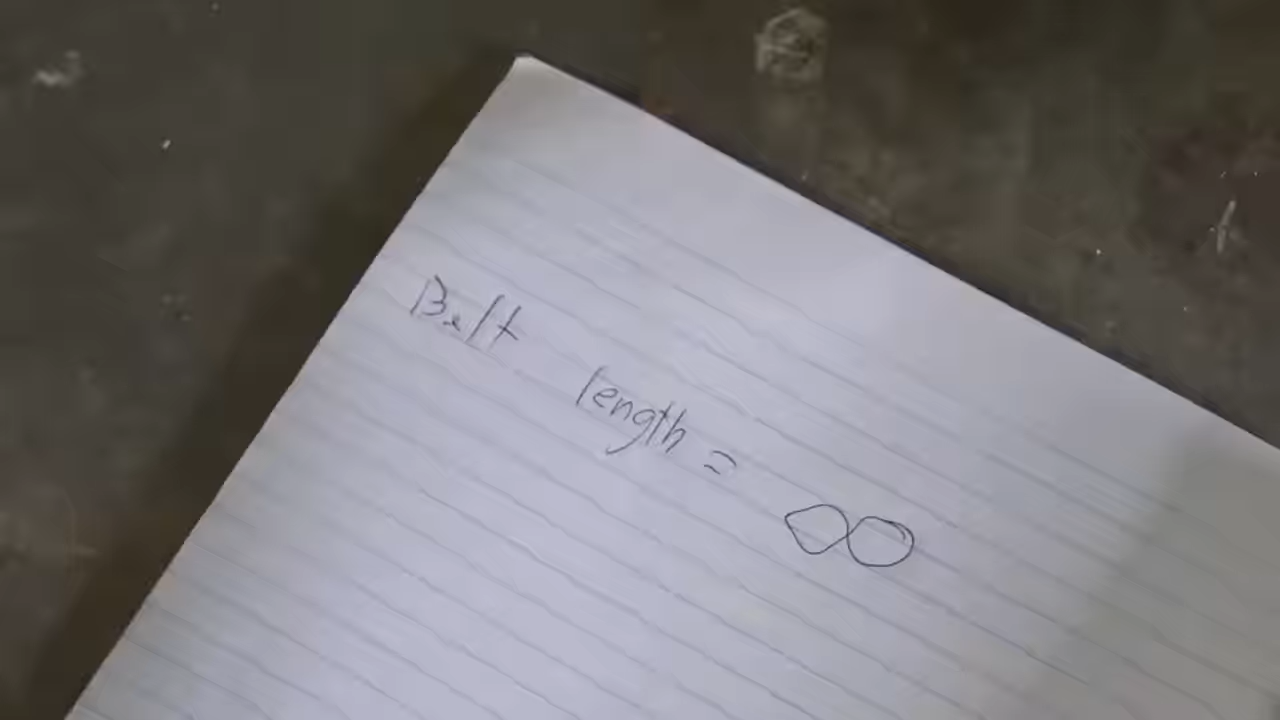 Belt length = ∞